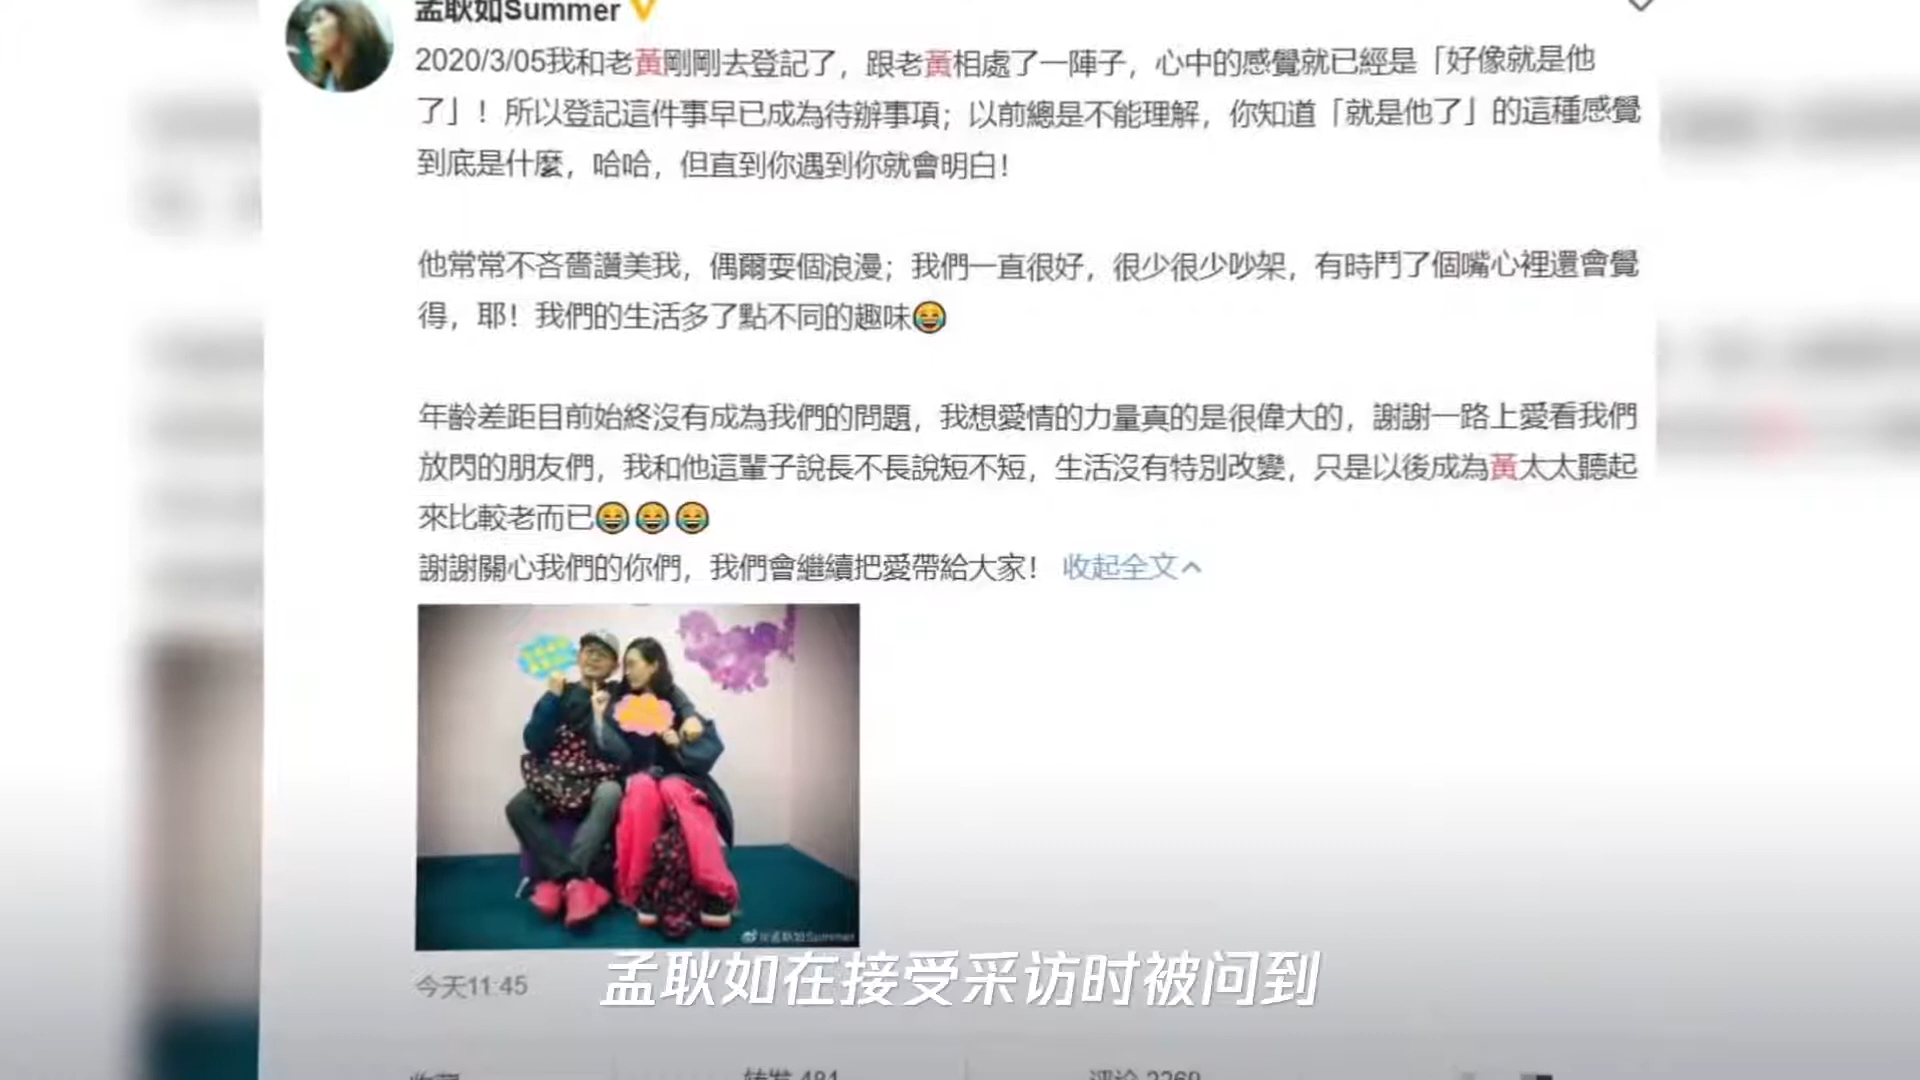 孟耿如Summer
2020/3/05我和老黃剛剛去登記了，跟老黃相處了一陣子，心中的感覺就已經是「好像就是他
了」！所以登記這件事早已成為待辦事項；以前總是不能理解，你知道「就是他了」的這種感覺
到底是什麼，哈哈，但直到你遇到你就會明白！
他常常不吝嗇讚美我，偶爾耍個浪漫；我們一直很好，很少很少吵架，有時鬥了個嘴心裡還會覺
得，耶！我們的生活多了點不同的趣味😂
年齡差距目前始終沒有成為我們的問題，我想愛情的力量真的是很偉大的，謝謝一路上愛看我們
放閃的朋友們，我和他這輩子說長不長說短不短，生活沒有特別改變，只是以後成為黃太太聽起
來比較老而已😂😂😂
謝謝關心我們的你們，我們會繼續把愛帶給大家！ 收起全文
今天11:45
孟耿如在接受采访时被问到
收藏 转发 481 评论 2269